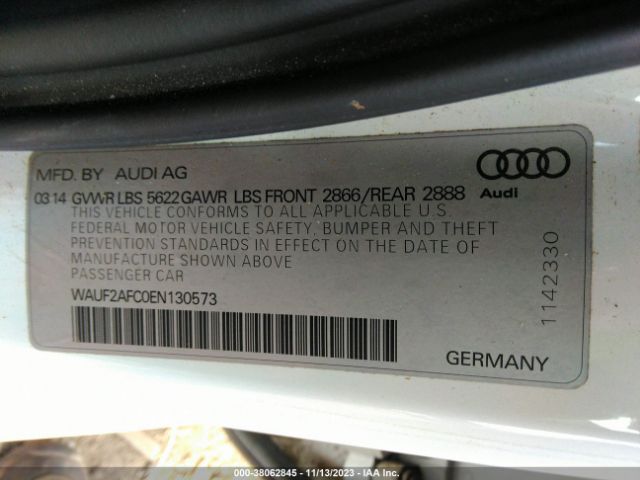 MFD. BY AUDI AG
03 14 GVWR LBS 5622 GAWR LBS FRONT 2866/REAR 2888 Audi
THIS VEHICLE CONFORMS TO ALL APPLICABLE U.S.
FEDERAL MOTOR VEHICLE SAFETY, BUMPER AND THEFT
PREVENTION STANDARDS IN EFFECT ON THE DATE OF
MANUFACTURE SHOWN ABOVE
PASSENGER CAR
WAUF2AFC0EN130573
1142330
GERMANY
000-38062845 - 11/13/2023 - IAA Inc.